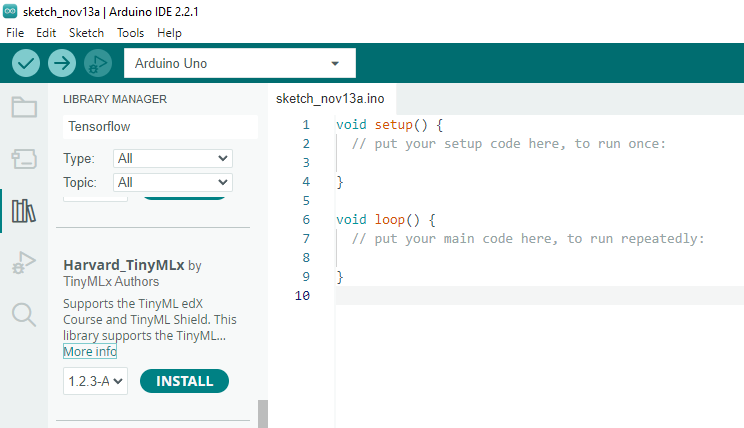 sketch_nov13a | Arduino IDE 2.2.1
File Edit Sketch Tools Help
Arduino Uno
LIBRARY MANAGER
Tensorflow
Type: All
Topic: All
Harvard_TinyMLx by
TinyMLx Authors
Supports the TinyML edX
Course and TinyML Shield. This
library supports the TinyML...
More info
1.2.3-A
INSTALL
sketch_nov13a.ino
1 void setup() {
2 // put your setup code here, to run once:
3
4 }
5
6 void loop() {
7 // put your main code here, to run repeatedly:
8
9 }
10